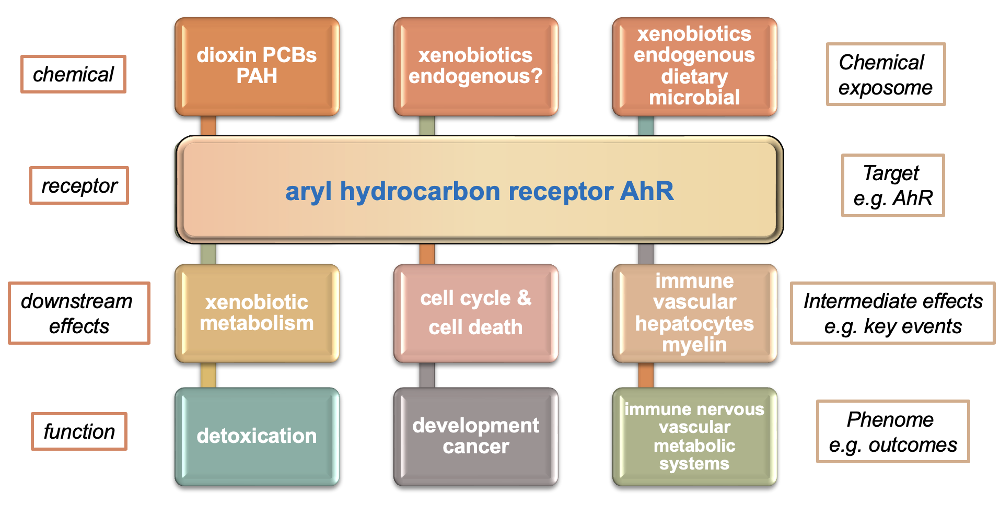 chemical
dioxin PCBs
PAH
xenobiotics
endogenous?
xenobiotics
endogenous
dietary
microbial
Chemical
exposome
receptor
aryl hydrocarbon receptor AhR
Target
e.g. AhR
downstream
effects
xenobiotic
metabolism
cell cycle &
cell death
immune
vascular
hepatocytes
myelin
Intermediate effects
e.g. key events
function
detoxication
development
cancer
immune nervous
vascular
metabolic
systems
Phenome
e.g. outcomes